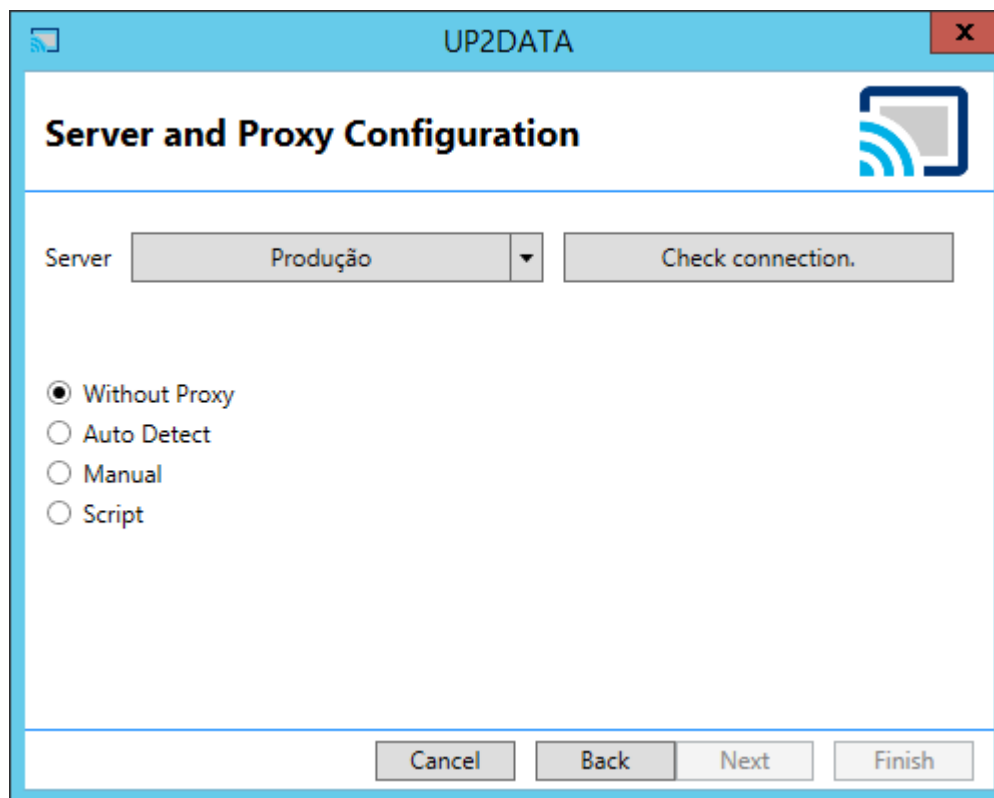 UP2DATA
x
Server and Proxy Configuration
Server Produção Check connection.
Without Proxy
Auto Detect
Manual
Script
Cancel Back Next Finish